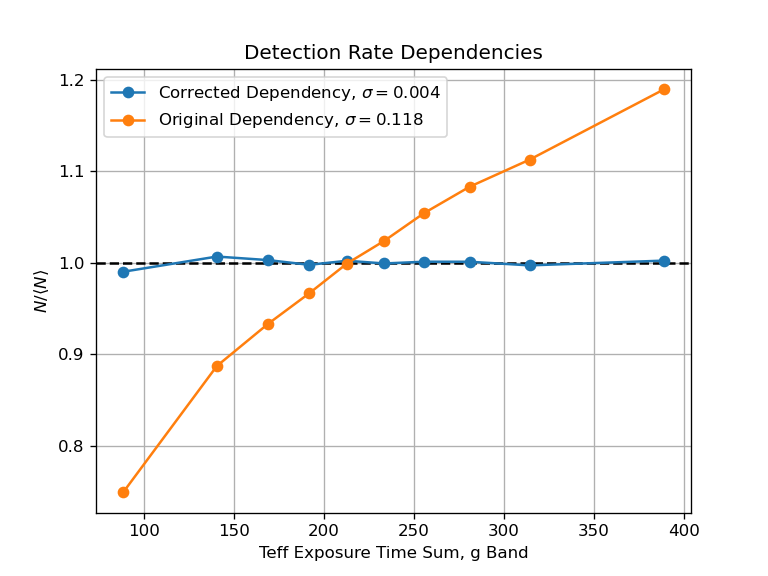 Detection Rate Dependencies
Corrected Dependency, σ = 0.004
Original Dependency, σ = 0.118
1.2
1.1
1.0
0.9
0.8
N/⟨N⟩
100 150 200 250 300 350 400
Teff Exposure Time Sum, g Band